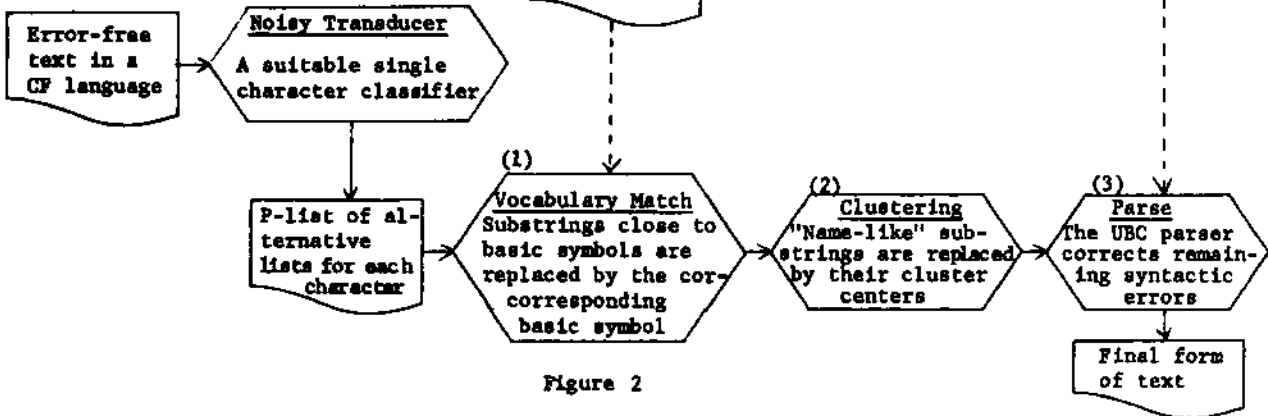 Error-free
text in a
CF language
Noisy Transducer
A suitable single
character classifier
P-list of al-
ternative
lists for each
character
(1)
Vocabulary Match
Substrings close to
basic symbols are
replaced by the cor-
corresponding
basic symbol
(2)
Clustering
"Name-like" sub-
strings are replaced
by their cluster
centers
(3)
Parse
The UBC parser
corrects remain-
ing syntactic
errors
Final form
of text
Figure 2